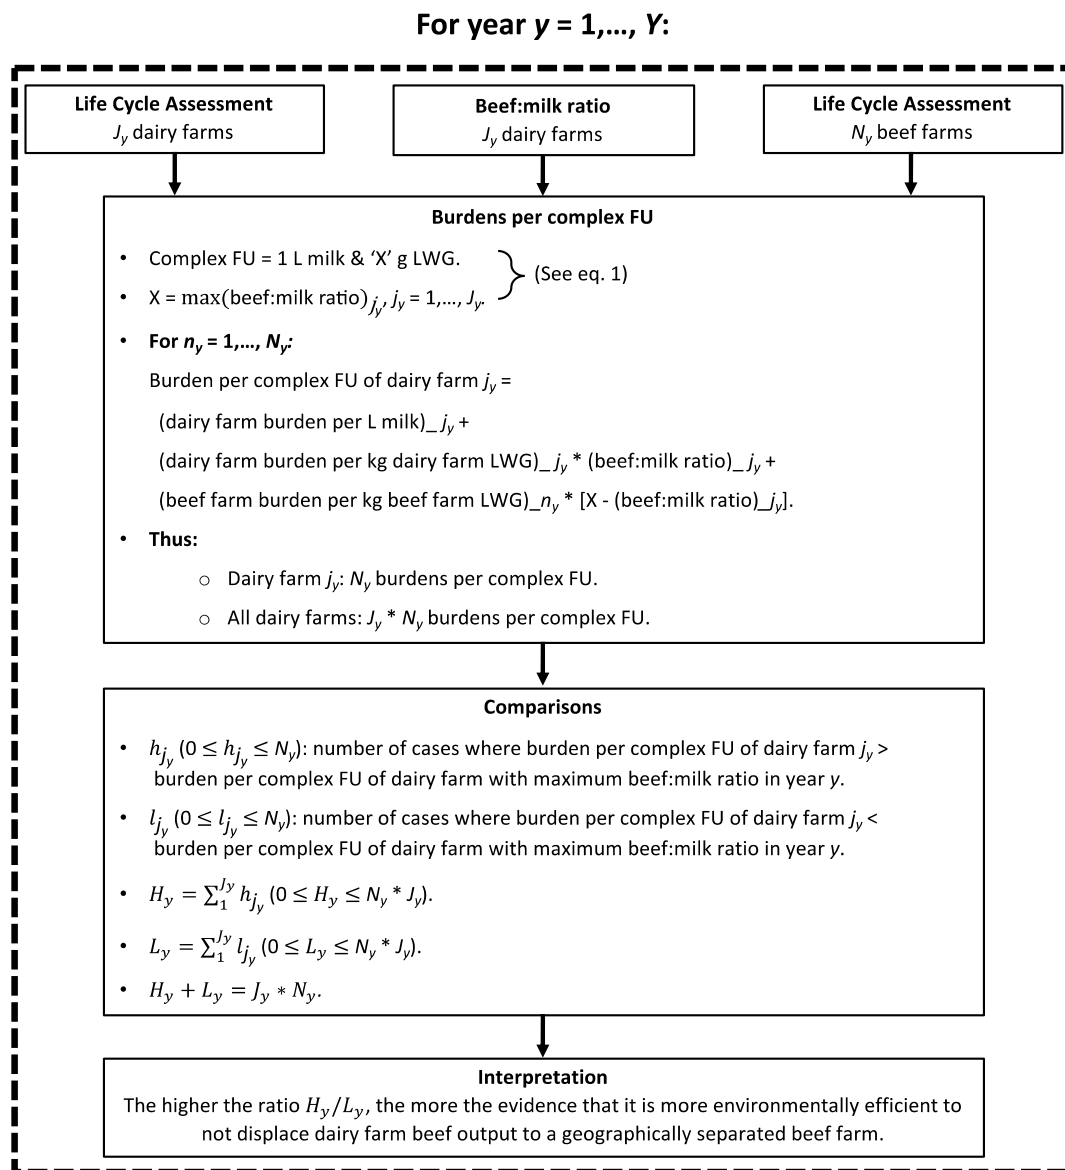 For year y = 1,..., Y:
Life Cycle Assessment
J_y dairy farms
Beef:milk ratio
J_y dairy farms
Life Cycle Assessment
N_y beef farms
Burdens per complex FU
• Complex FU = 1 L milk & ‘X’ g LWG.
(See eq. 1)
• X = max(beef:milk ratio)_{j_y}, j_y = 1,..., J_y.
• For n_y = 1,..., N_y:
Burden per complex FU of dairy farm j_y =
(dairy farm burden per L milk)_ j_y +
(dairy farm burden per kg dairy farm LWG)_ j_y * (beef:milk ratio)_ j_y +
(beef farm burden per kg beef farm LWG)_n_y * [X - (beef:milk ratio)_j_y].
• Thus:
○ Dairy farm j_y: N_y burdens per complex FU.
○ All dairy farms: J_y * N_y burdens per complex FU.
Comparisons
• h_{j_y} (0 ≤ h_{j_y} ≤ N_y): number of cases where burden per complex FU of dairy farm j_y >
burden per complex FU of dairy farm with maximum beef:milk ratio in year y.
• l_{j_y} (0 ≤ l_{j_y} ≤ N_y): number of cases where burden per complex FU of dairy farm j_y <
burden per complex FU of dairy farm with maximum beef:milk ratio in year y.
• H_y = ∑_1^{J_y} h_{j_y} (0 ≤ H_y ≤ N_y * J_y).
• L_y = ∑_1^{J_y} l_{j_y} (0 ≤ L_y ≤ N_y * J_y).
• H_y + L_y = J_y * N_y.
Interpretation
The higher the ratio H_y/L_y, the more the evidence that it is more environmentally efficient to
not displace dairy farm beef output to a geographically separated beef farm.